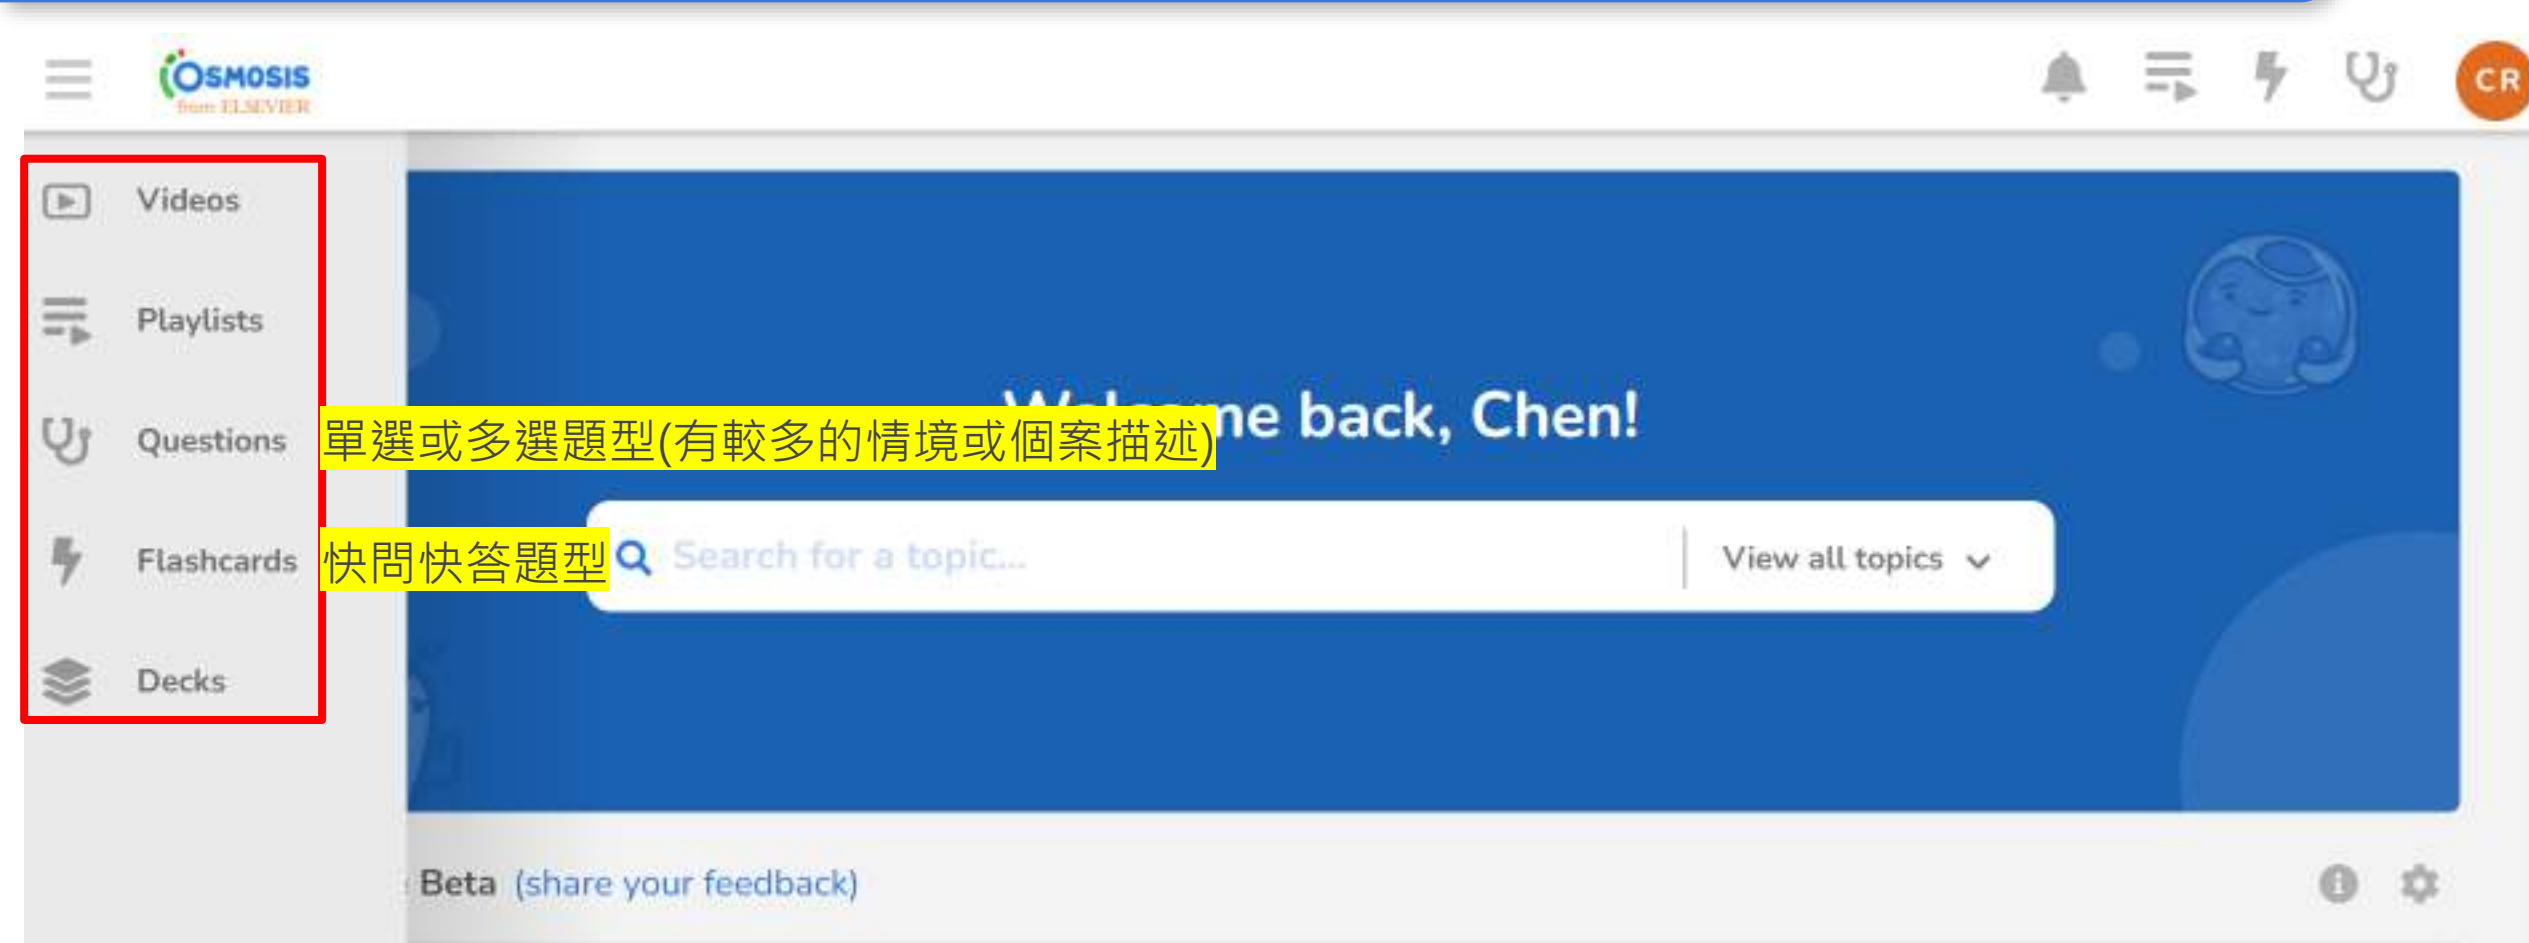 OSMOSIS
from ELSEVIER
CR
Videos
Playlists
Questions
Flashcards
Decks
單選或多選題型(有較多的情境或個案描述)
快問快答題型
Welcome back, Chen!
Search for a topic...
View all topics
Beta (share your feedback)